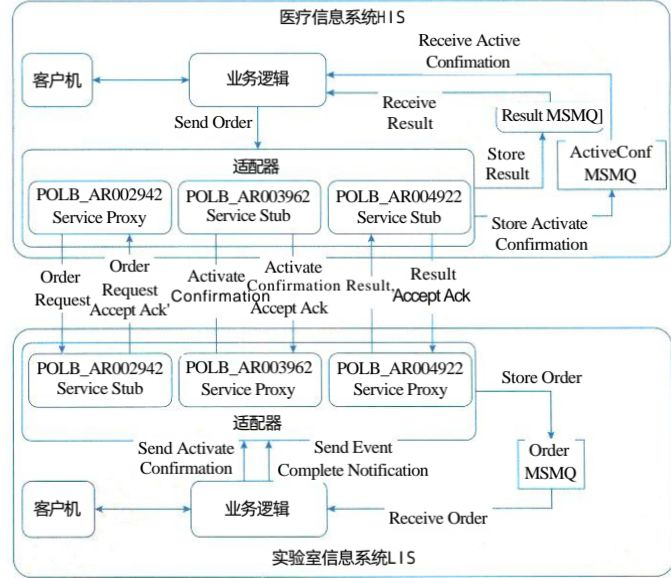 医疗信息系统HIS
Receive Active
Confimation
客户机
业务逻辑
Receive
Result
Result MSMQ]
Send Order
ActiveConf
MSMQ
适配器
Store
Result
POLB_AR002942
Service Proxy
POLB_AR003962
Service Stub
POLB_AR004922
Service Stub
Store Activate
Confirmation
Order
Request
Order
Request
Accept Ack'
Activate
Confirmation
Activate
Confirmation
Accept Ack
Result,
Result
Accept Ack
POLB_AR002942
Service Stub
POLB_AR003962
Service Proxy
POLB_AR004922
Service Proxy
Store Order
适配器
Send Activate
Confirmation
Send Event
Complete Notification
Order
MSMQ
客户机
业务逻辑
Receive Order
实验室信息系统LIS